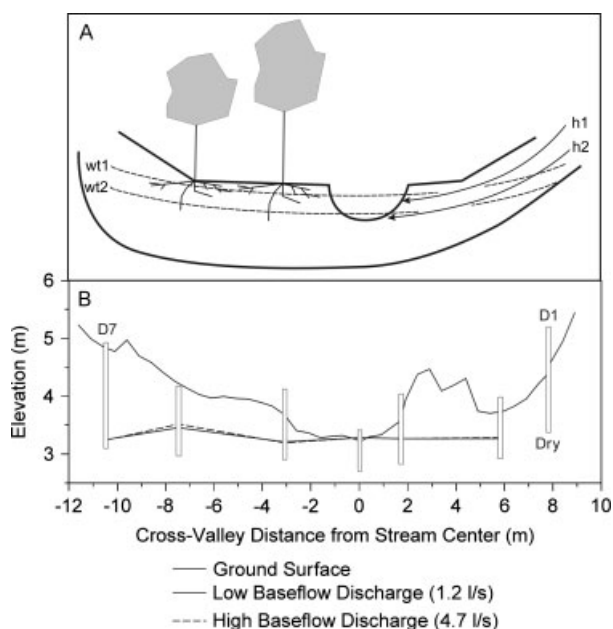 A
wt1
wt2
h1
h2
B
D7
D1
Dry
6
5
4
3
Elevation (m)
-12 -10 -8 -6 -4 -2 0 2 4 6 8 10
Cross-Valley Distance from Stream Center (m)
Ground Surface
Low Baseflow Discharge (1.2 l/s)
High Baseflow Discharge (4.7 l/s)